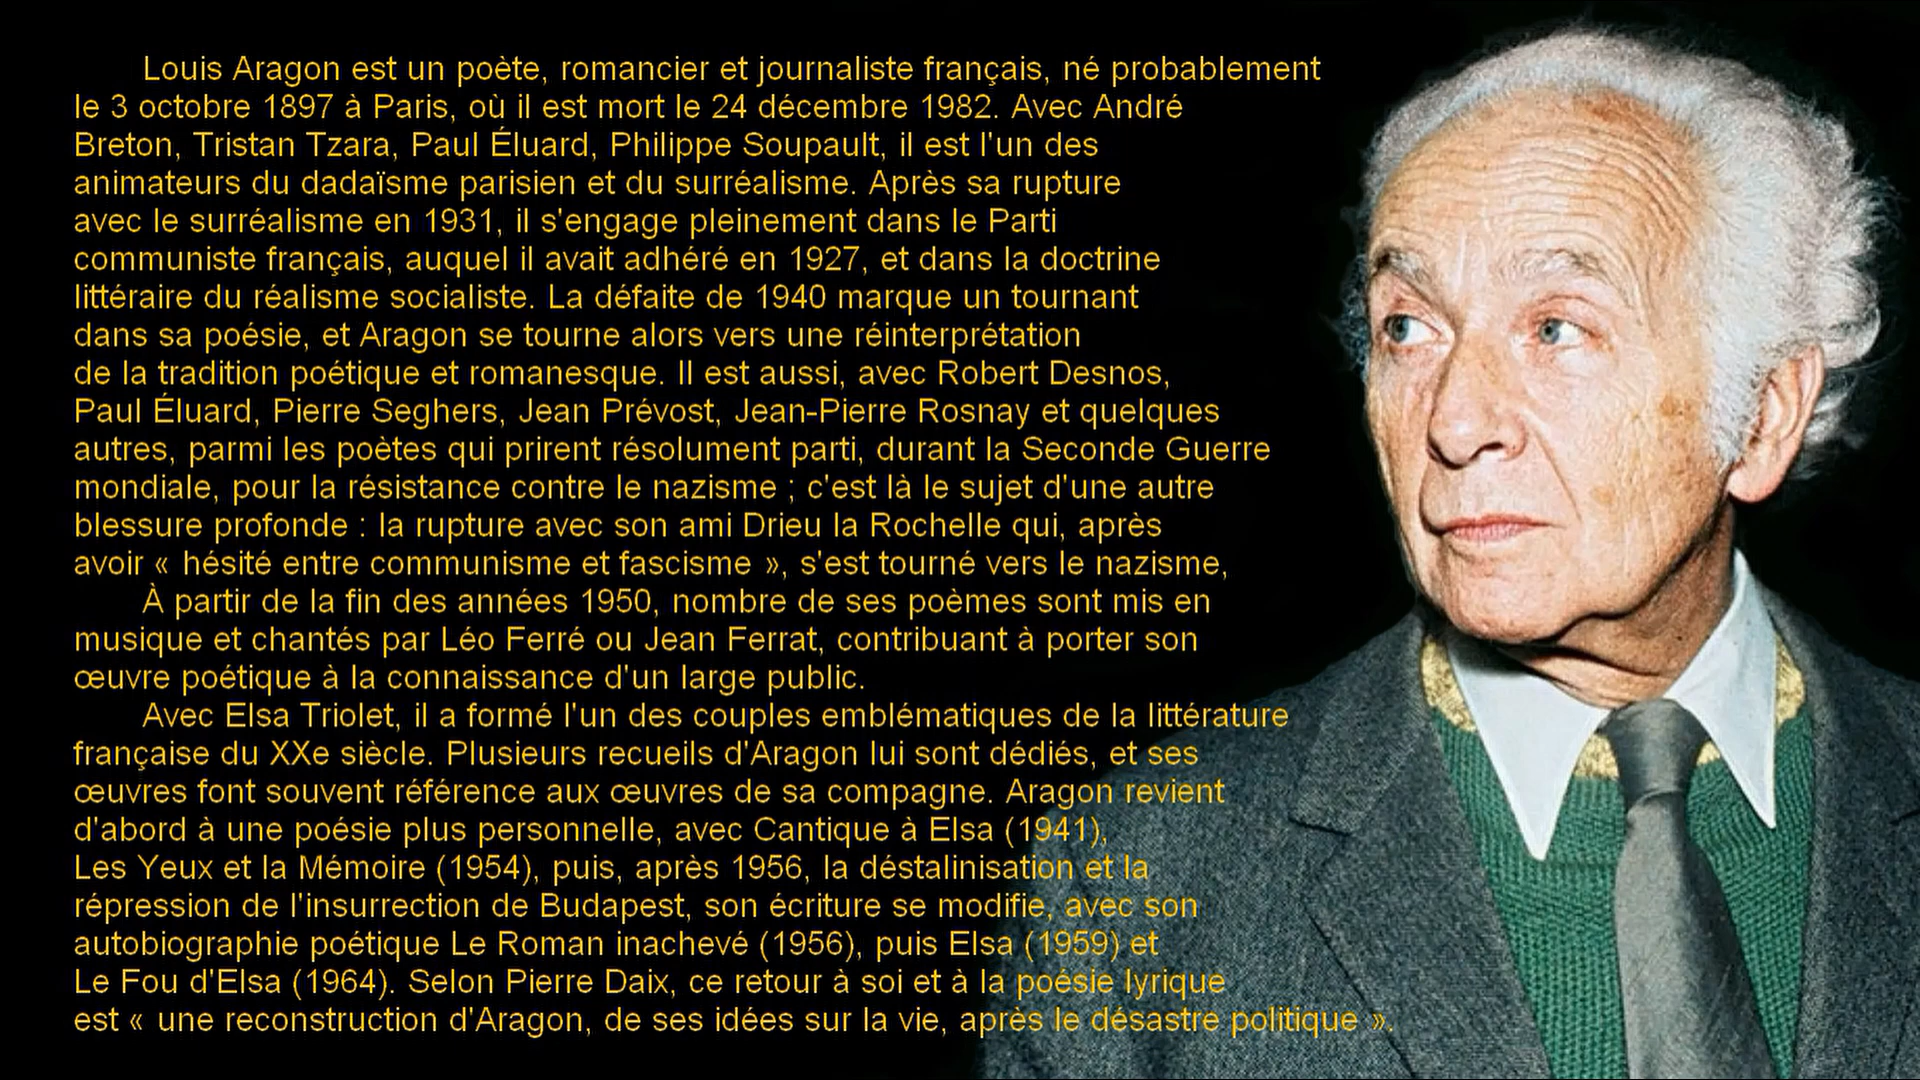 Louis Aragon est un poète, romancier et journaliste français, né probablement
le 3 octobre 1897 à Paris, où il est mort le 24 décembre 1982. Avec André
Breton, Tristan Tzara, Paul Éluard, Philippe Soupault, il est l'un des
animateurs du dadaïsme parisien et du surréalisme. Après sa rupture
avec le surréalisme en 1931, il s'engage pleinement dans le Parti
communiste français, auquel il avait adhéré en 1927, et dans la doctrine
littéraire du réalisme socialiste. La défaite de 1940 marque un tournant
dans sa poésie, et Aragon se tourne alors vers une réinterprétation
de la tradition poétique et romanesque. Il est aussi, avec Robert Desnos,
Paul Éluard, Pierre Seghers, Jean Prévost, Jean-Pierre Rosnay et quelques
autres, parmi les poètes qui prirent résolument parti, durant la Seconde Guerre
mondiale, pour la résistance contre le nazisme ; c'est là le sujet d'une autre
blessure profonde : la rupture avec son ami Drieu la Rochelle qui, après
avoir « hésité entre communisme et fascisme », s'est tourné vers le nazisme,
À partir de la fin des années 1950, nombre de ses poèmes sont mis en
musique et chantés par Léo Ferré ou Jean Ferrat, contribuant à porter son
œuvre poétique à la connaissance d'un large public.
Avec Elsa Triolet, il a formé l'un des couples emblématiques de la littérature
française du XXe siècle. Plusieurs recueils d'Aragon lui sont dédiés, et ses
œuvres font souvent référence aux œuvres de sa compagne. Aragon revient
d'abord à une poésie plus personnelle, avec Cantique à Elsa (1941),
Les Yeux et la Mémoire (1954), puis, après 1956, la déstalinisation et la
répression de l'insurrection de Budapest, son écriture se modifie, avec son
autobiographie poétique Le Roman inachevé (1956), puis Elsa (1959) et
Le Fou d'Elsa (1964). Selon Pierre Daix, ce retour à soi et à la poésie lyrique
est « une reconstruction d'Aragon, de ses idées sur la vie, après le désastre politique ».